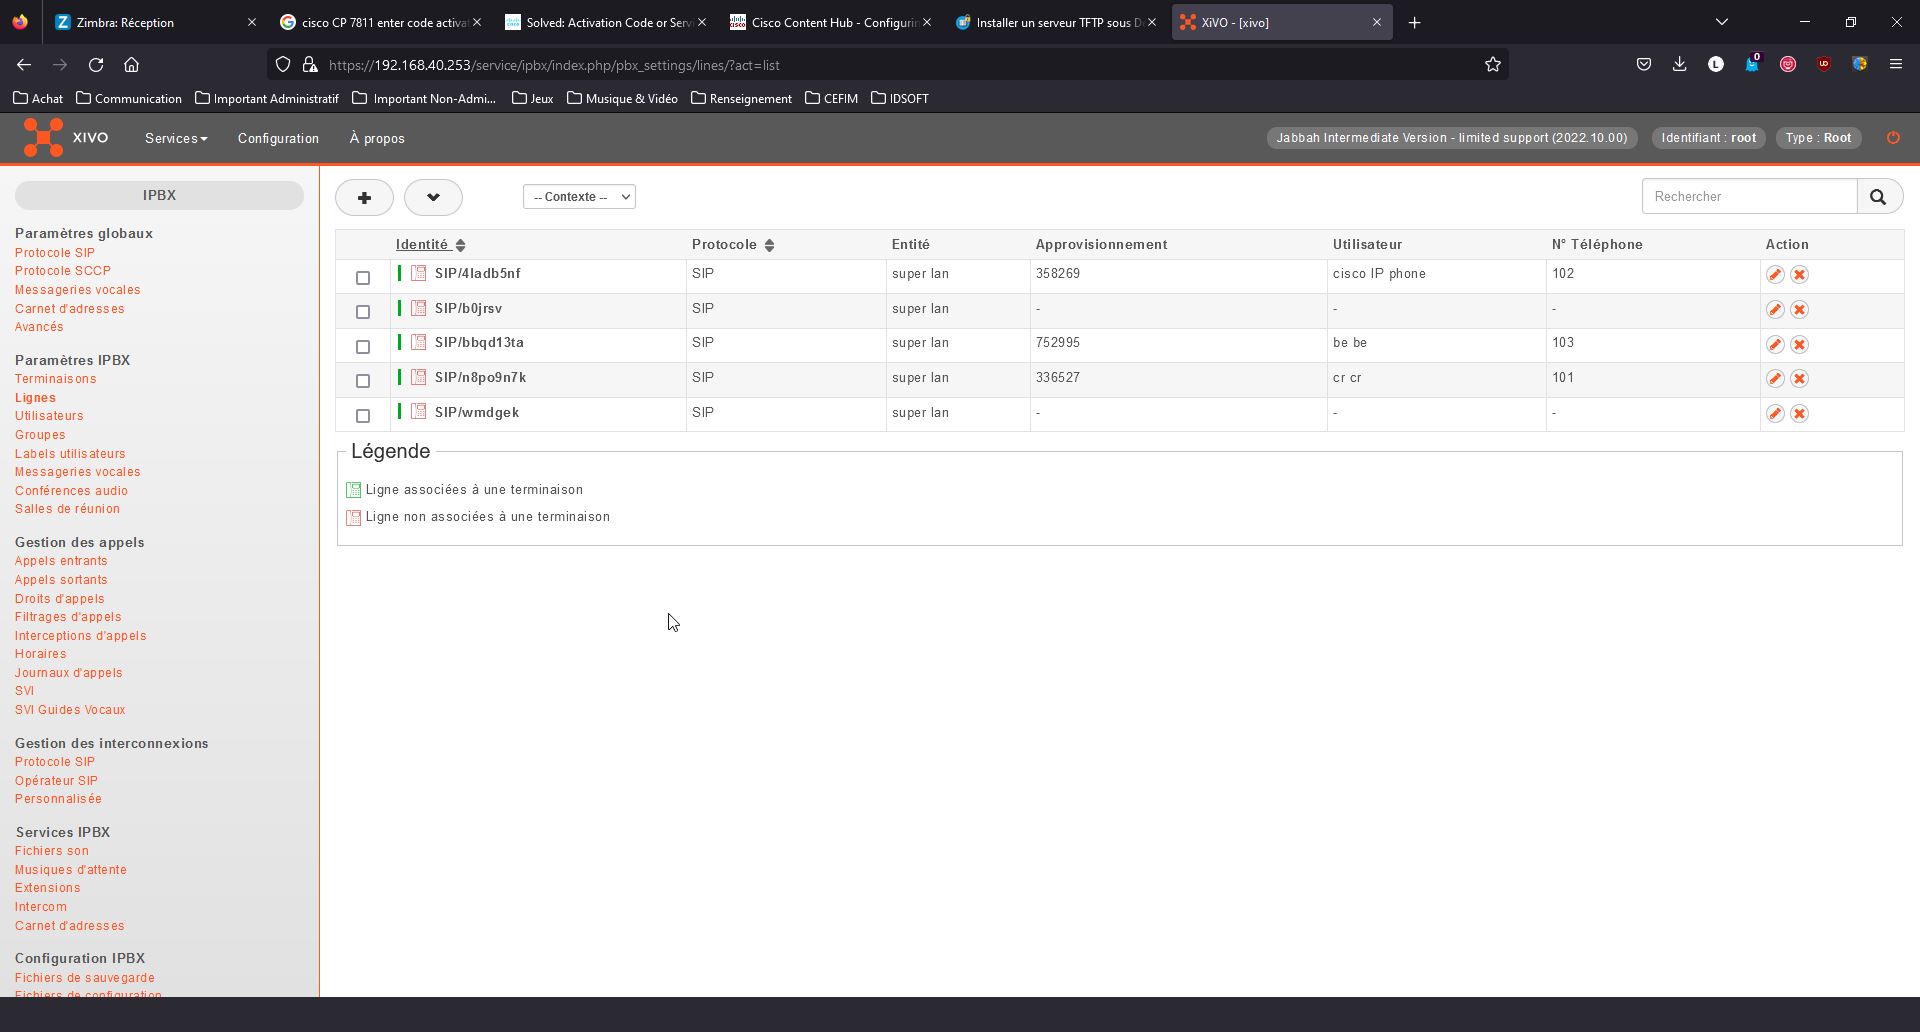 Zimbra: Réception
cisco CP 7811 enter code activa
Solved: Activation Code or Serv
Cisco Content Hub - Configurin
Installer un serveur TFTP sous D
XiVO - [xivo]
https://192.168.40.253/service/ipbx/index.php/pbx_settings/lines/?act=list
0
Achat
Communication
Important Administratif
Important Non-Admi...
Jeux
Musique & Vidéo
Renseignement
CEFIM
IDSOFT
XIVO
Services
Configuration
À propos
Jabbah Intermediate Version - limited support (2022.10.00)
Identifiant : root
Type : Root
IPBX
Paramètres globaux
Protocole SIP
Protocole SCCP
Messageries vocales
Carnet d'adresses
Avancés
Paramètres IPBX
Terminaisons
Lignes
Utilisateurs
Groupes
Labels utilisateurs
Messageries vocales
Conférences audio
Salles de réunion
Gestion des appels
Appels entrants
Appels sortants
Droits d'appels
Filtrages d'appels
Interceptions d'appels
Horaires
Journaux d'appels
SVI
SVI Guides Vocaux
Gestion des interconnexions
Protocole SIP
Opérateur SIP
Personnalisée
Services IPBX
Fichiers son
Musiques d'attente
Extensions
Intercom
Carnet d'adresses
Configuration IPBX
Fichiers de sauvegarde
Fichiers de configuration
-- Contexte --
Rechercher
Identité Protocole Entité Approvisionnement Utilisateur N° Téléphone Action
SIP/4ladb5nf SIP super lan 358269 cisco IP phone 102
SIP/b0jrsv SIP super lan - - -
SIP/bbqd13ta SIP super lan 752995 be be 103
SIP/n8po9n7k SIP super lan 336527 cr cr 101
SIP/wmdgek SIP super lan - - -
Légende
Ligne associées à une terminaison
Ligne non associées à une terminaison